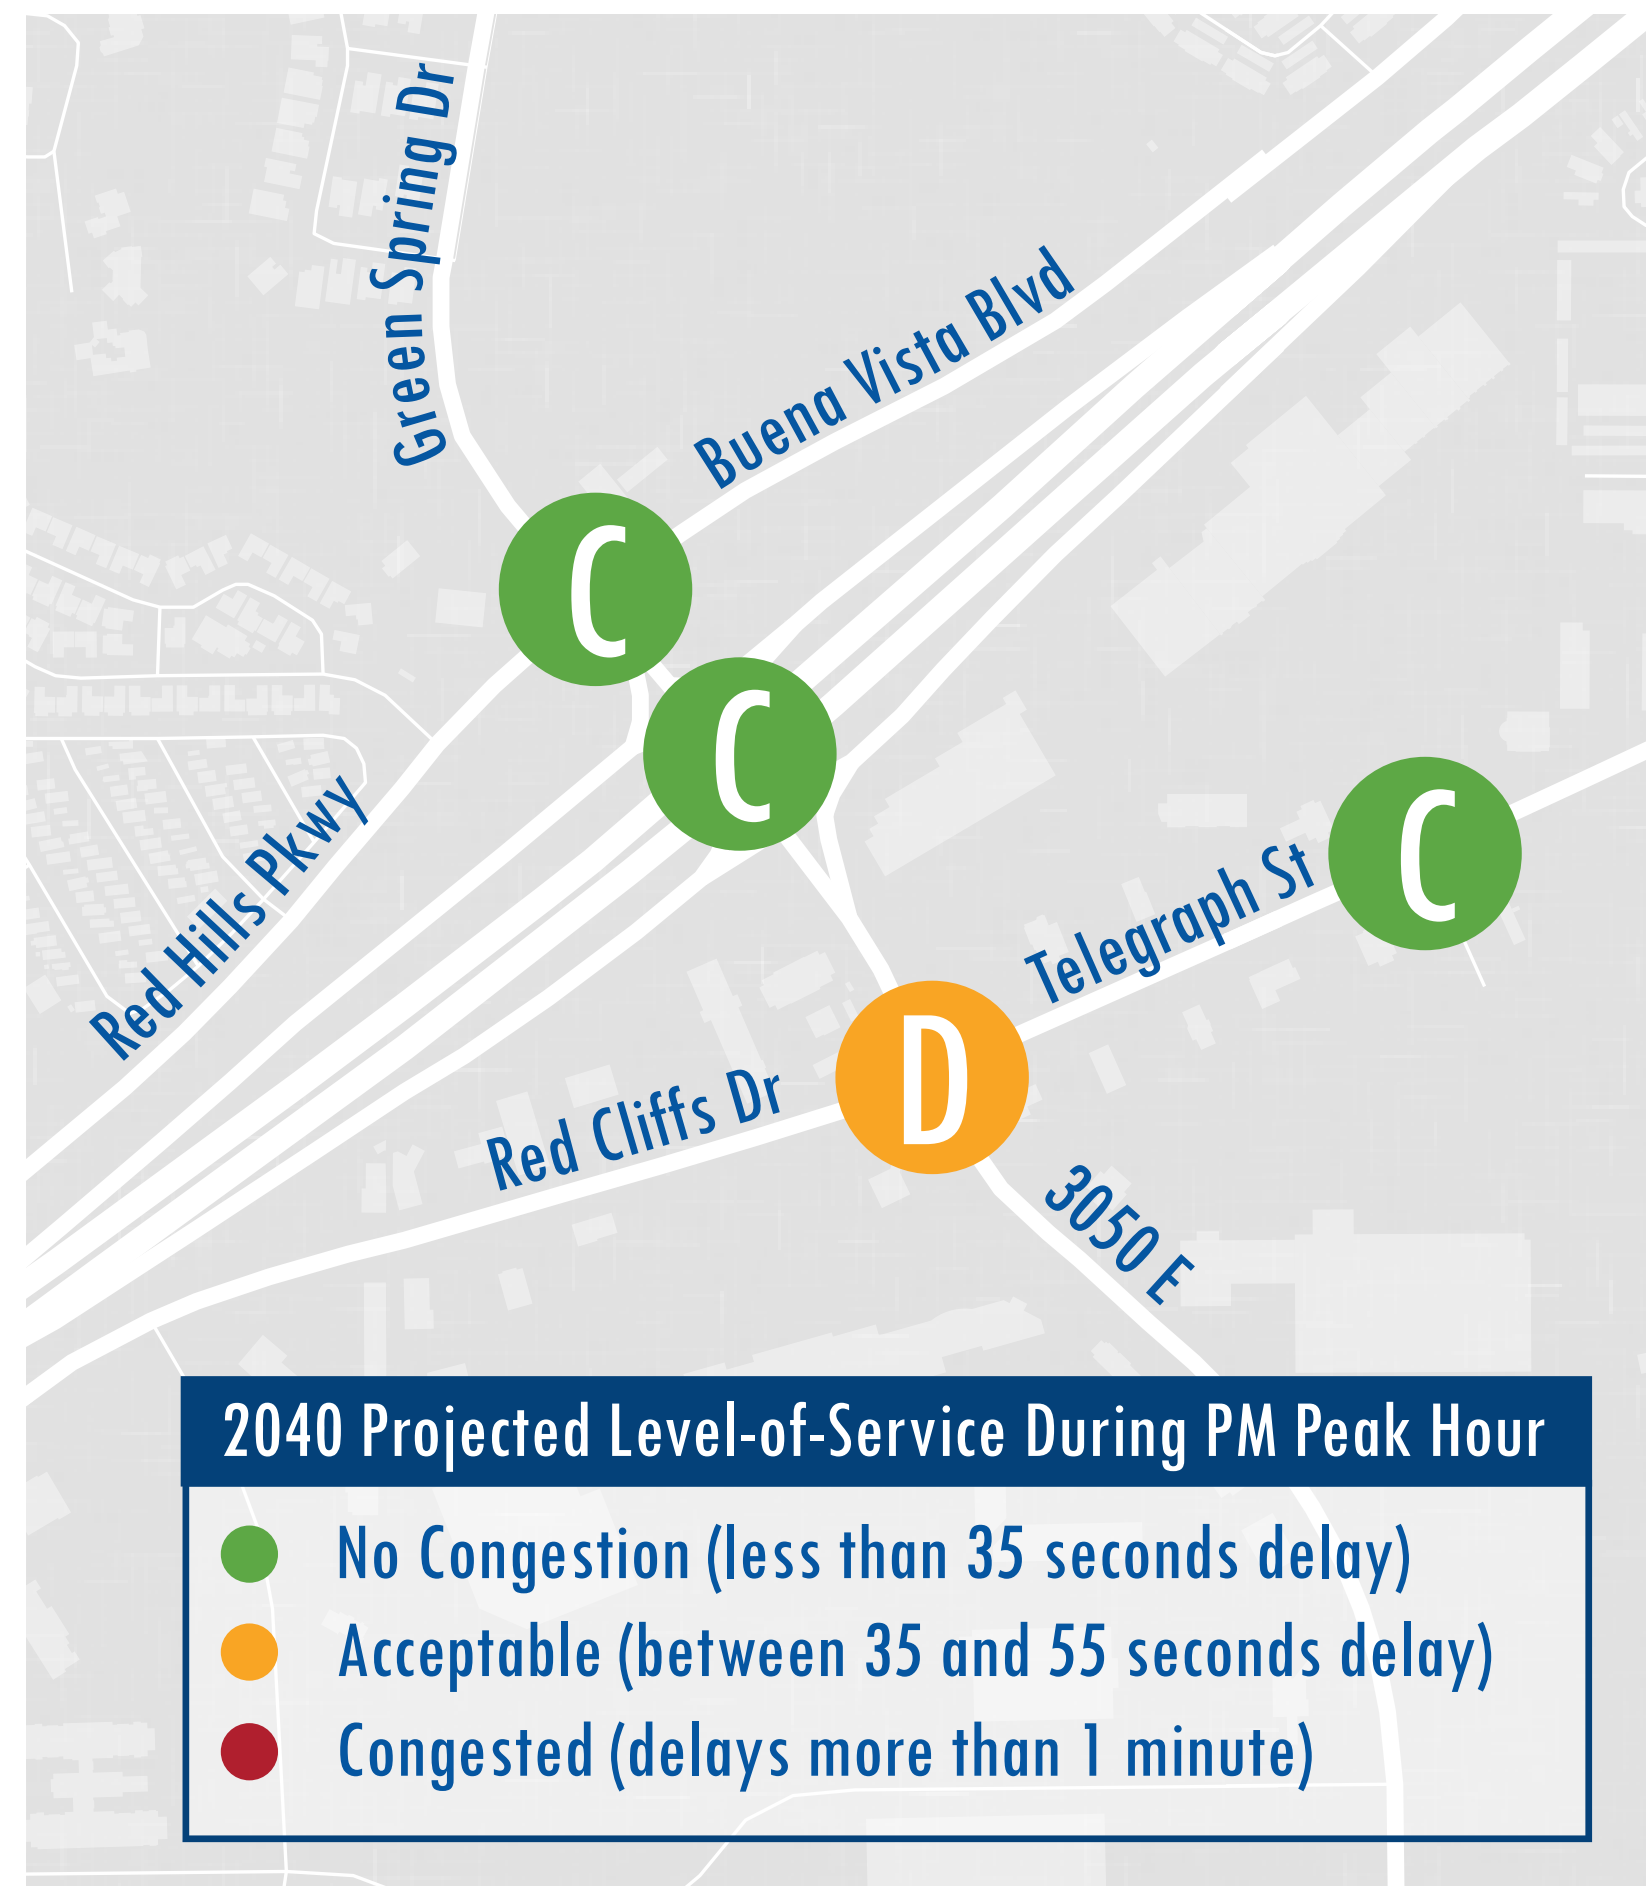 Green Spring Dr
Buena Vista Blvd
C
C
Red Hills Pkwy
C
Telegraph St
D
Red Cliffs Dr
3050 E
2040 Projected Level-of-Service During PM Peak Hour
No Congestion (less than 35 seconds delay)
Acceptable (between 35 and 55 seconds delay)
Congested (delays more than 1 minute)